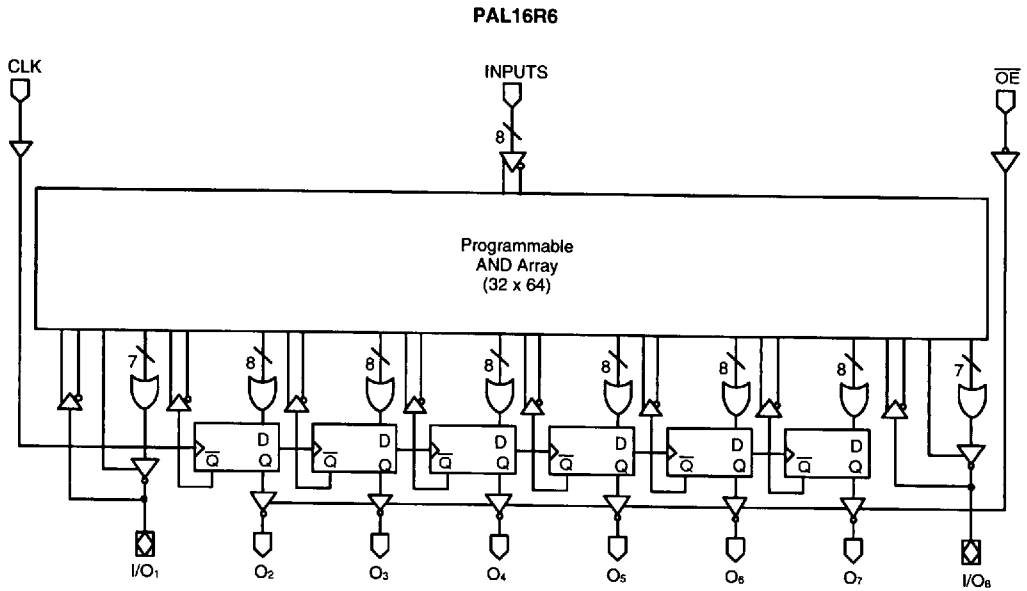 PAL16R6
CLK
INPUTS
OE
8
Programmable
AND Array
(32 x 64)
7 8 8 8 8 8 8 7
D D D D D D
Q Q Q Q Q Q Q Q Q Q Q Q
I/O₁ O₂ O₃ O₄ O₅ O₆ O₇ I/O₈